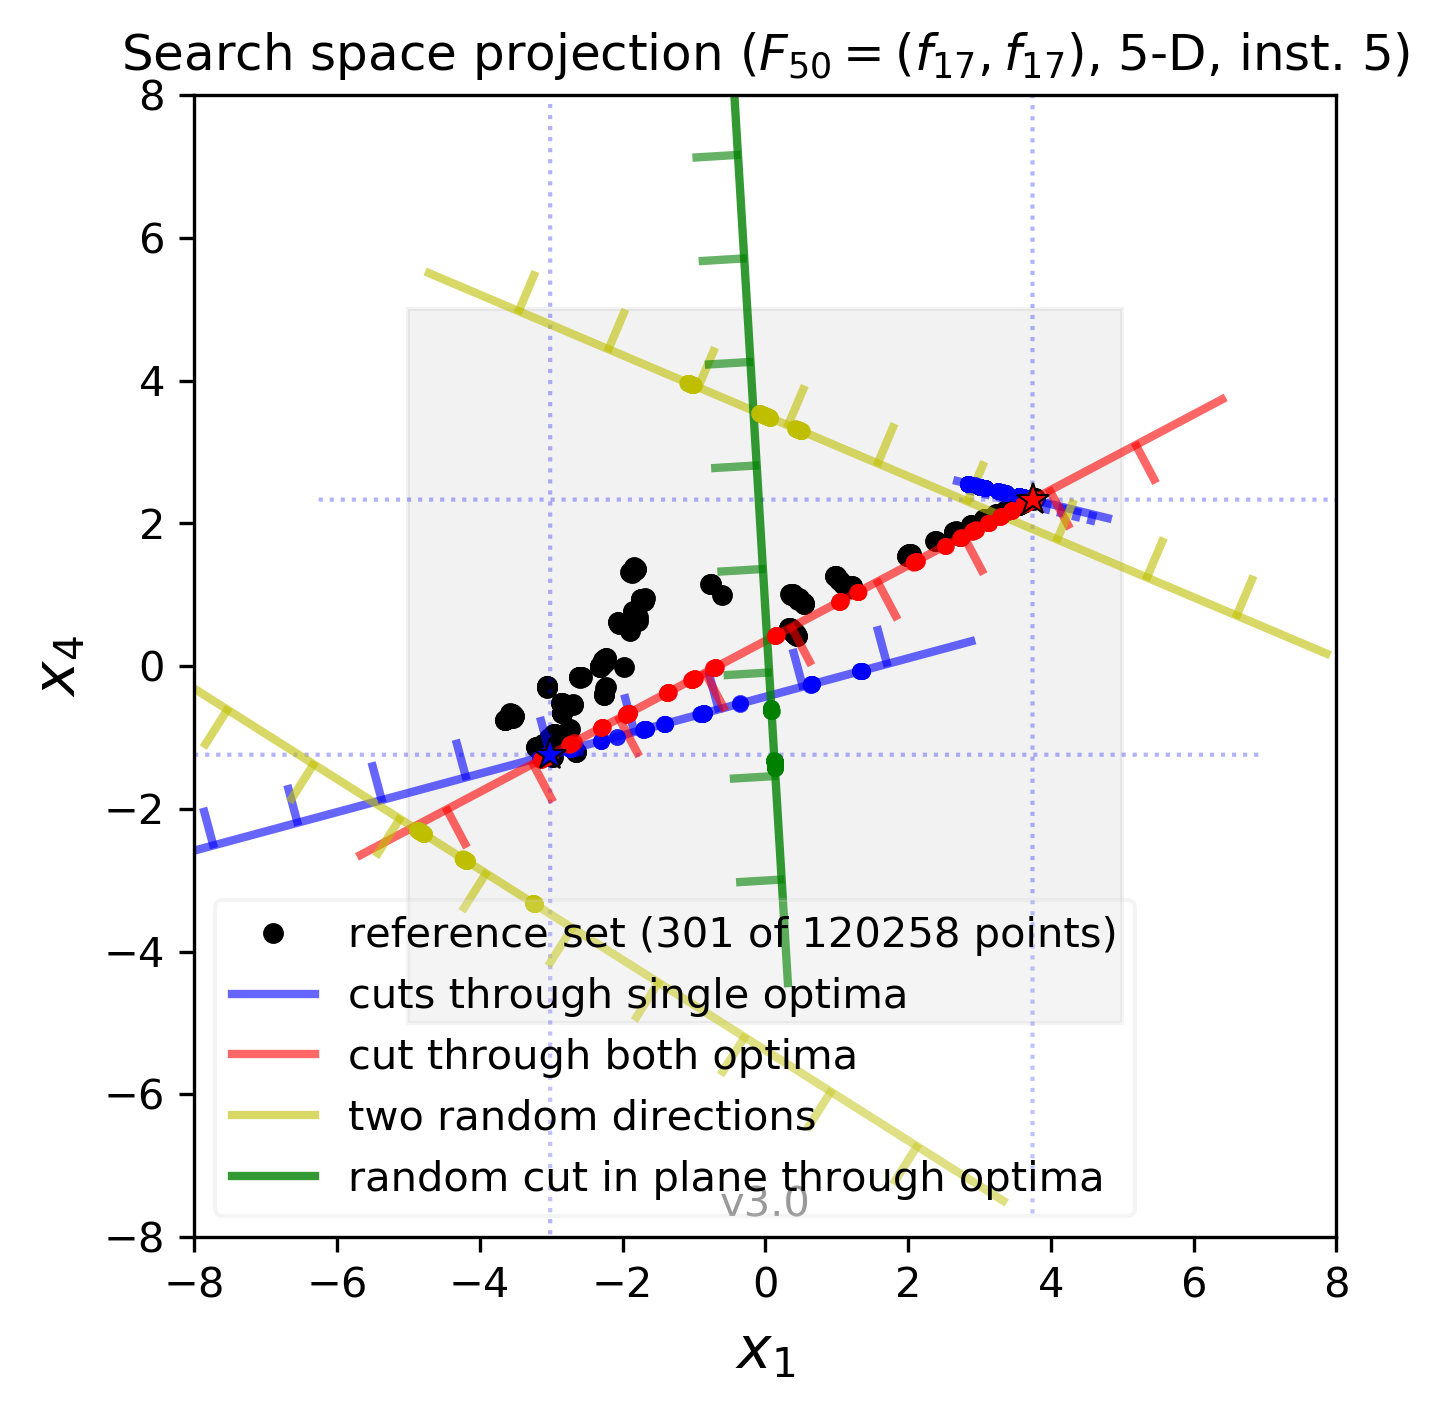 Search space projection (F₅₀ = (f₁₇, f₁₇), 5-D, inst. 5)
8
6
4
2
0
−2
−4
−6
−8
x₄
reference set (301 of 120258 points)
cuts through single optima
cut through both optima
two random directions
random cut in plane through optima
v3.0
−8 −6 −4 −2 0 2 4 6 8
x₁